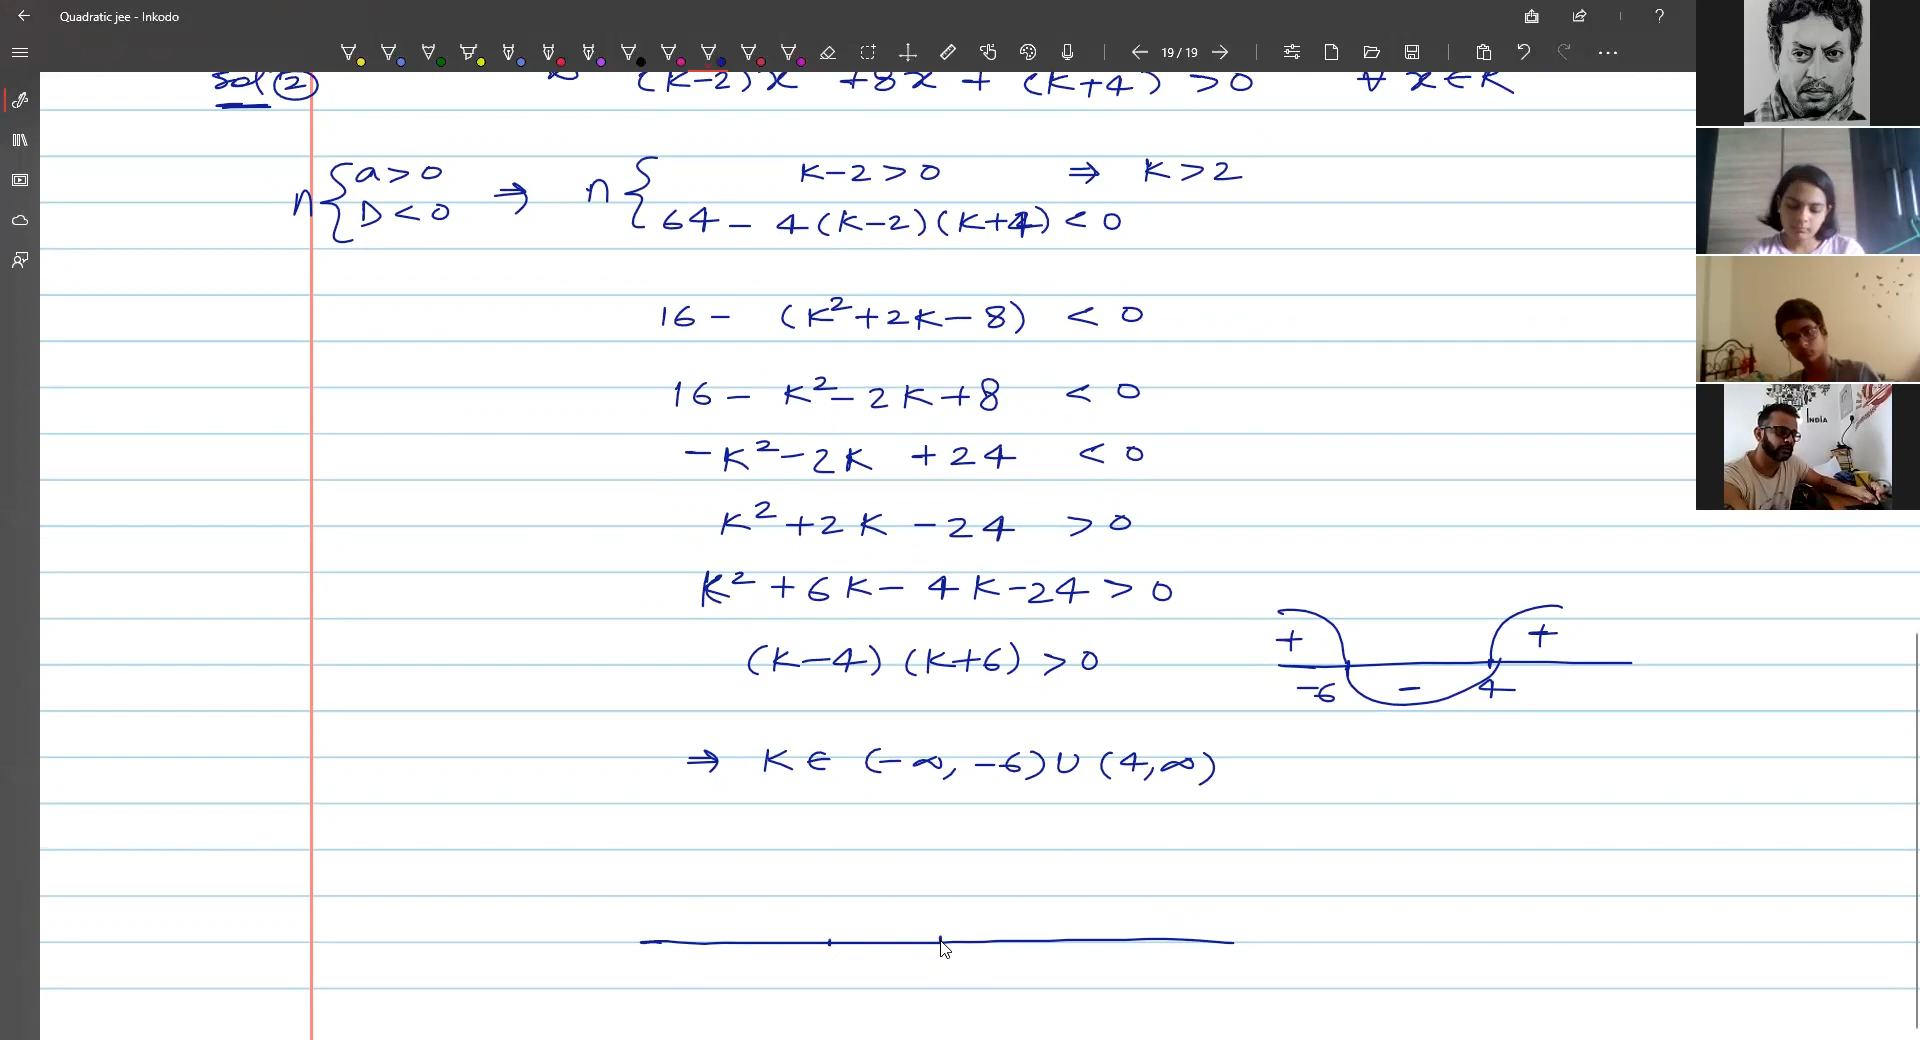 Quadratic jee - Inkodo
19 / 19
sol (2) (K-2)x + 8x + (K+4) > 0 ∀ x ∈ R
n { a > 0 ⇒ n { K-2 > 0 ⇒ K > 2
D < 0 64 - 4(K-2)(K+4) < 0
16 - (K²+2K-8) < 0
16 - K²-2K+8 < 0
-K²-2K +24 < 0
K²+2K-24 > 0
K²+6K-4K-24 > 0
+ +
(K-4)(K+6) > 0
-6 - 4
⇒ K ∈ (-∞, -6) ∪ (4, ∞)
INDIA